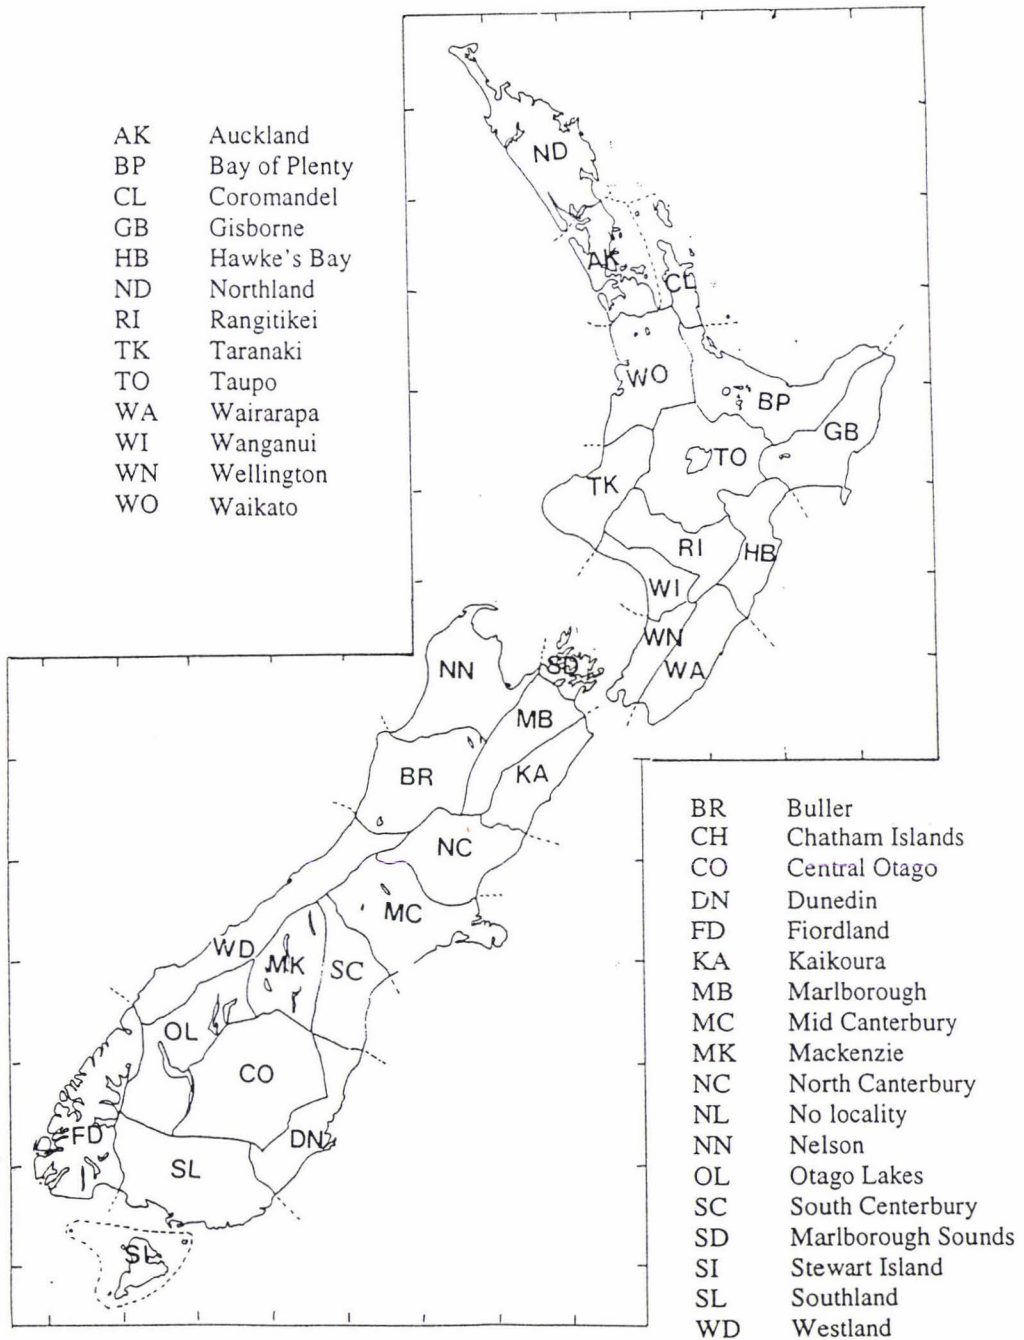 AK Auckland
BP Bay of Plenty
CL Coromandel
GB Gisborne
HB Hawke's Bay
ND Northland
RI Rangitikei
TK Taranaki
TO Taupo
WA Wairarapa
WI Wanganui
WN Wellington
WO Waikato
ND
AK
CL
WO
BP
GB
TO
TK
RI
HB
WI
WN
WA
SD
NN
MB
KA
BR
NC
MC
WD
MK
SC
OL
CO
FD
DN
SL
SL
BR Buller
CH Chatham Islands
CO Central Otago
DN Dunedin
FD Fiordland
KA Kaikoura
MB Marlborough
MC Mid Canterbury
MK Mackenzie
NC North Canterbury
NL No locality
NN Nelson
OL Otago Lakes
SC South Centerbury
SD Marlborough Sounds
SI Stewart Island
SL Southland
WD Westland